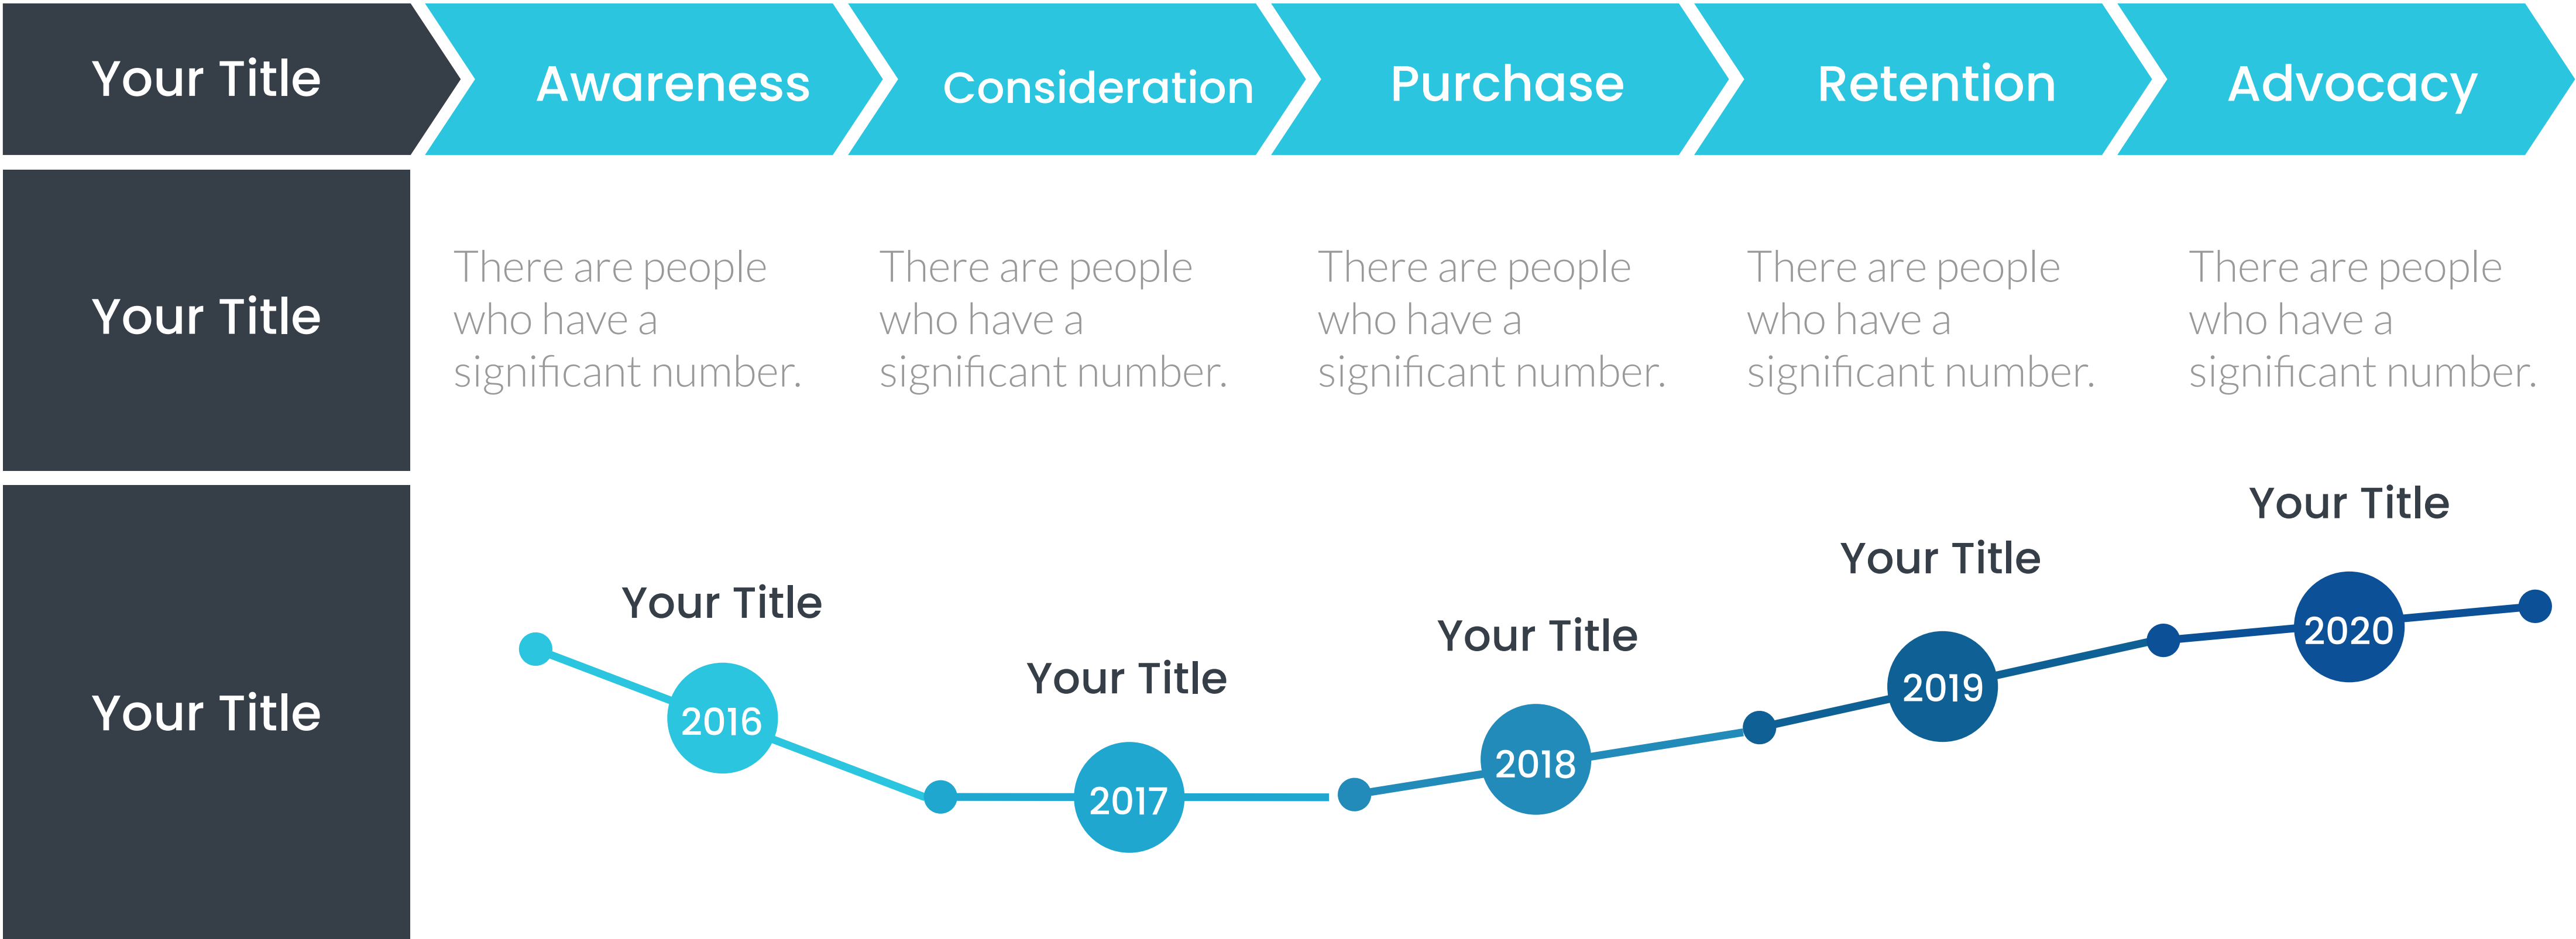 Your Title
Awareness
Consideration
Purchase
Retention
Advocacy
Your Title
There are people
who have a
significant number.
There are people
who have a
significant number.
There are people
who have a
significant number.
There are people
who have a
significant number.
There are people
who have a
significant number.
Your Title
Your Title
2016
Your Title
2017
Your Title
2018
Your Title
2019
Your Title
2020